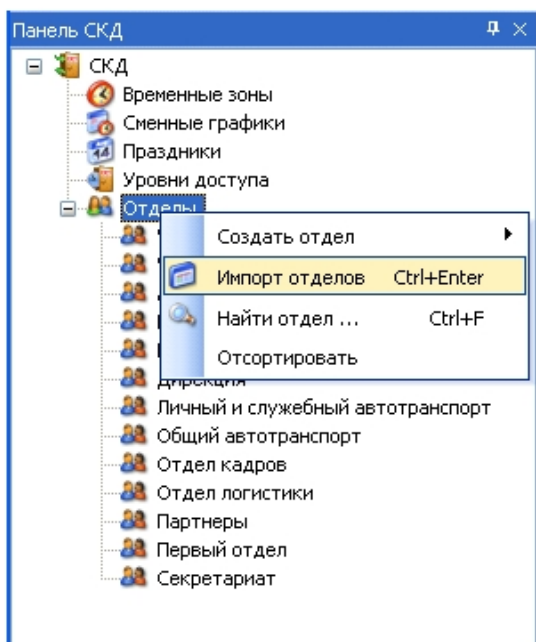 Панель СКД
СКД
Временные зоны
Сменные графики
14
Праздники
Уровни доступа
Отделы
Создать отдел
Импорт отделов Ctrl+Enter
Найти отдел ... Ctrl+F
Отсортировать
Дирекция
Личный и служебный автотранспорт
Общий автотранспорт
Отдел кадров
Отдел логистики
Партнеры
Первый отдел
Секретариат